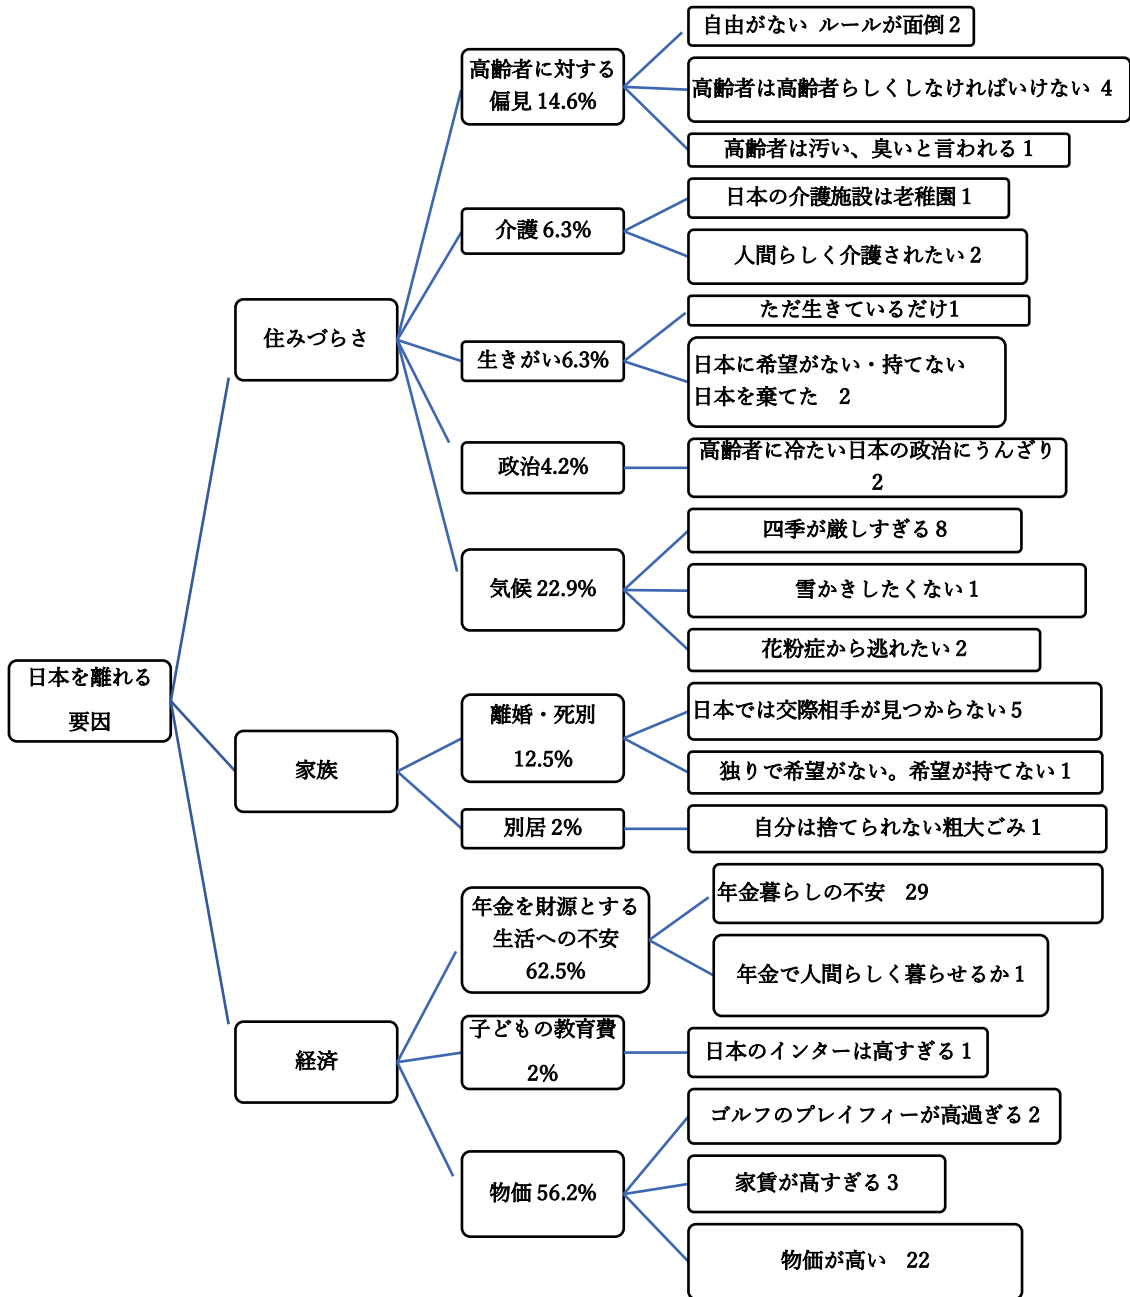 日本を離れる
要因
住みづらさ
高齢者に対する
偏見 14.6%
自由がない ルールが面倒 2
高齢者は高齢者らしくしなければいけない 4
高齢者は汚い、臭いと言われる 1
介護 6.3%
日本の介護施設は老稚園 1
人間らしく介護されたい 2
生きがい6.3%
ただ生きているだけ1
日本に希望がない・持てない
日本を棄てた 2
政治4.2%
高齢者に冷たい日本の政治にうんざり
2
気候 22.9%
四季が厳しすぎる 8
雪かきしたくない 1
花粉症から逃れたい 2
家族
離婚・死別
12.5%
日本では交際相手が見つからない 5
独りで希望がない。希望が持てない 1
別居 2%
自分は捨てられない粗大ごみ 1
経済
年金を財源とする
生活への不安
62.5%
年金暮らしの不安 29
年金で人間らしく暮らせるか 1
子どもの教育費
2%
日本のインターは高すぎる 1
物価 56.2%
ゴルフのプレイフィーが高過ぎる 2
家賃が高すぎる 3
物価が高い 22